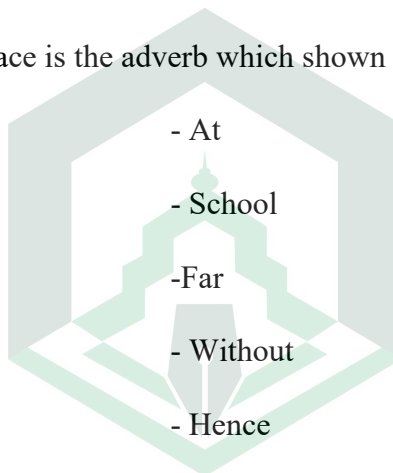 ace is the adverb which shown
- At
- School
-Far
- Without
- Hence